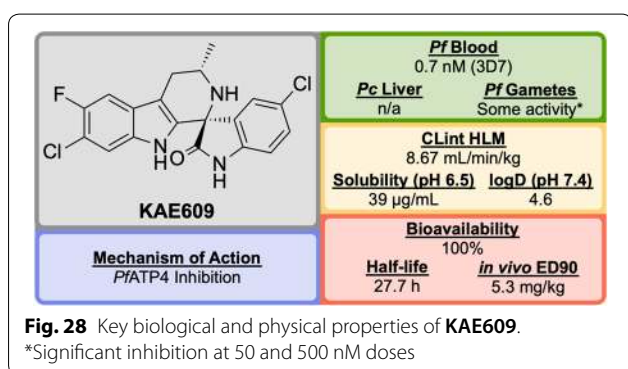 F
Cl
NH
Cl
N
H
O
N
H
KAE609
Mechanism of Action
PfATP4 Inhibition
Pf Blood
0.7 nM (3D7)
Pc Liver Pf Gametes
n/a Some activity*
CLint HLM
8.67 mL/min/kg
Solubility (pH 6.5) logD (pH 7.4)
39 µg/mL 4.6
Bioavailability
100%
Half-life in vivo ED90
27.7 h 5.3 mg/kg
Fig. 28 Key biological and physical properties of KAE609.
*Significant inhibition at 50 and 500 nM doses